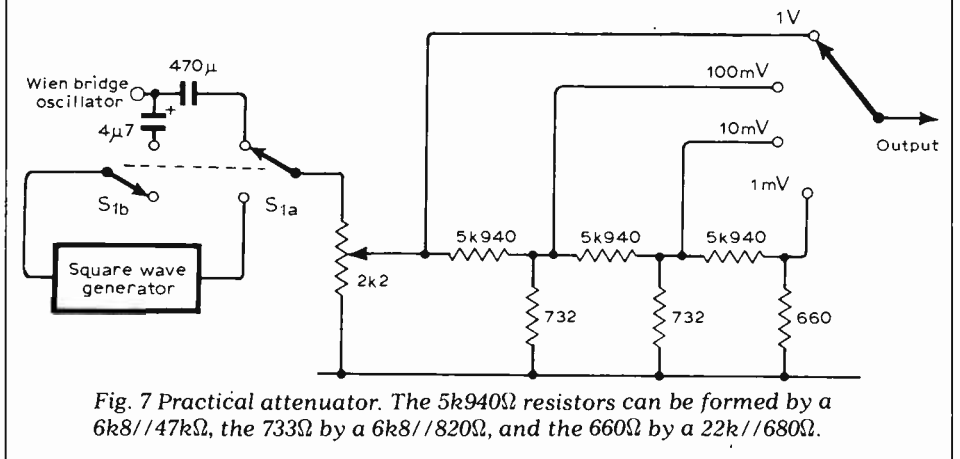 1V
470µ
Wien bridge
oscillator
+
4µ7
100mV
10mV
Output
1mV
S1b
S1a
5k940
5k940
5k940
Square wave
generator
2k2
732
732
660
Fig. 7 Practical attenuator. The 5k940Ω resistors can be formed by a
6k8//47kΩ, the 733Ω by a 6k8//820Ω, and the 660Ω by a 22k//680Ω.